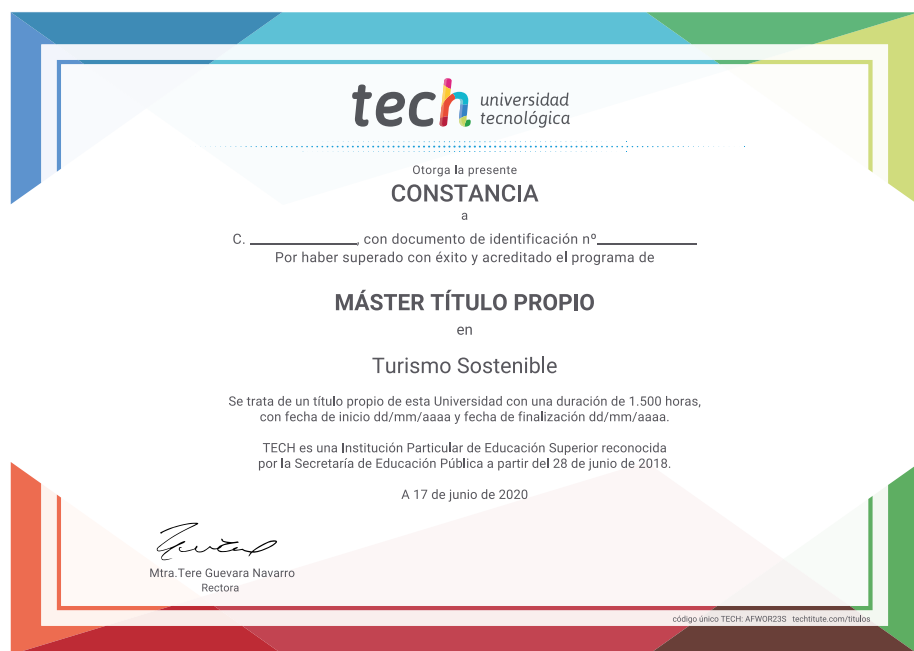 tech universidad
tecnológica
Otorga la presente
CONSTANCIA
a
C. ____________, con documento de identificación nº___________
Por haber superado con éxito y acreditado el programa de
MÁSTER TÍTULO PROPIO
en
Turismo Sostenible
Se trata de un título propio de esta Universidad con una duración de 1.500 horas,
con fecha de inicio dd/mm/aaaa y fecha de finalización dd/mm/aaaa.
TECH es una Institución Particular de Educación Superior reconocida
por la Secretaría de Educación Pública a partir del 28 de junio de 2018.
A 17 de junio de 2020
Mtra.Tere Guevara Navarro
Rectora
código único TECH: AFWOR23S techtitute.com/titulos